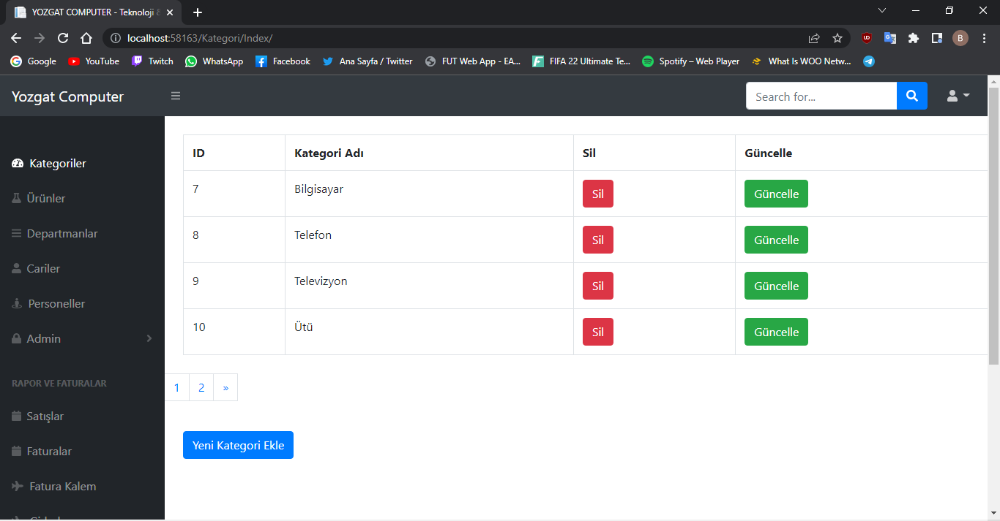 YOZGAT COMPUTER - Teknoloji &
localhost:58163/Kategori/Index/
B
Google YouTube Twitch WhatsApp Facebook Ana Sayfa / Twitter FUT Web App - EA... FIFA 22 Ultimate Te... Spotify – Web Player What Is WOO Netw...
Yozgat Computer Search for...
ID Kategori Adı Sil Güncelle
7 Bilgisayar Sil Güncelle
8 Telefon Sil Güncelle
9 Televizyon Sil Güncelle
10 Ütü Sil Güncelle
1 2 »
Yeni Kategori Ekle
Kategoriler
Ürünler
Departmanlar
Cariler
Personeller
Admin
RAPOR VE FATURALAR
Satışlar
Faturalar
Fatura Kalem